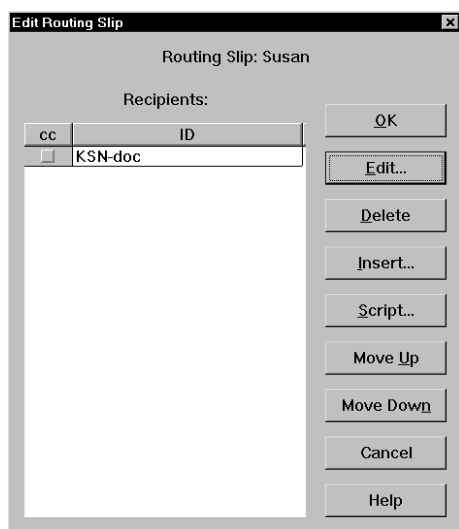 Edit Routing Slip
Routing Slip: Susan
Recipients:
cc ID
KSN-doc
OK
Edit...
Delete
Insert...
Script...
Move Up
Move Down
Cancel
Help